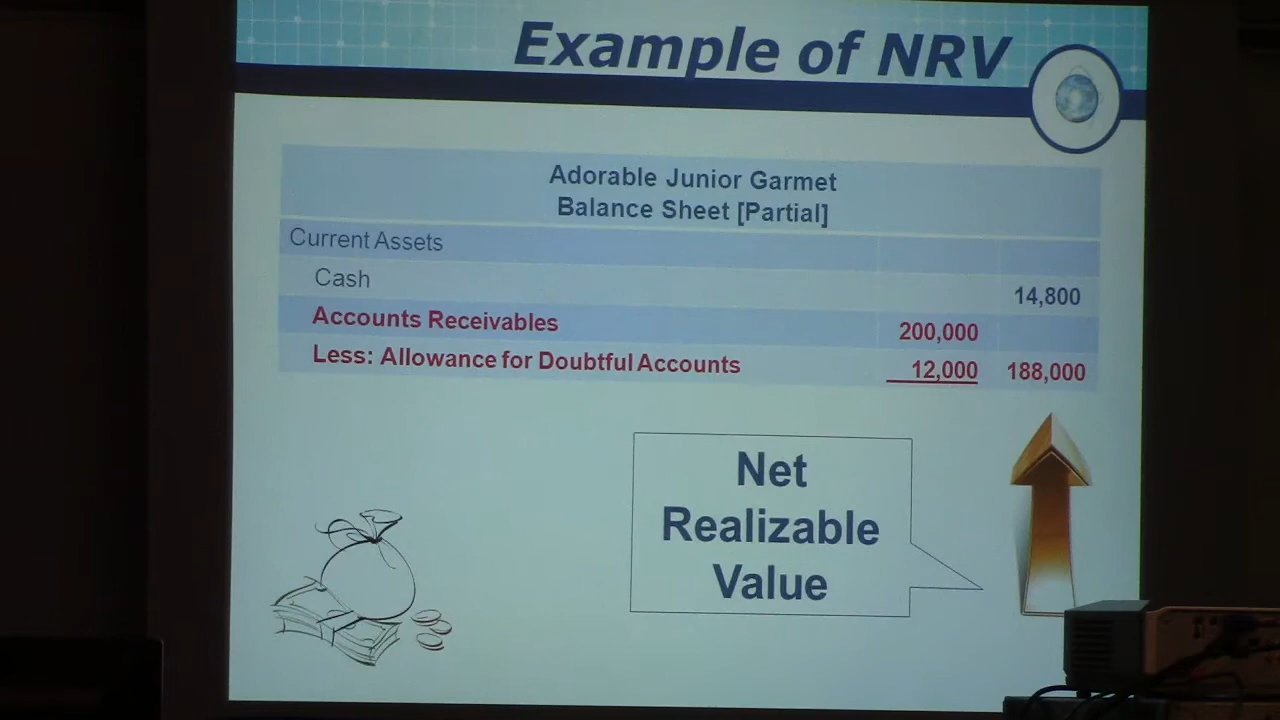 Example of NRV
Adorable Junior Garmet
Balance Sheet [Partial]
Current Assets
Cash 14,800
Accounts Receivables 200,000
Less: Allowance for Doubtful Accounts 12,000 188,000
Net
Realizable
Value